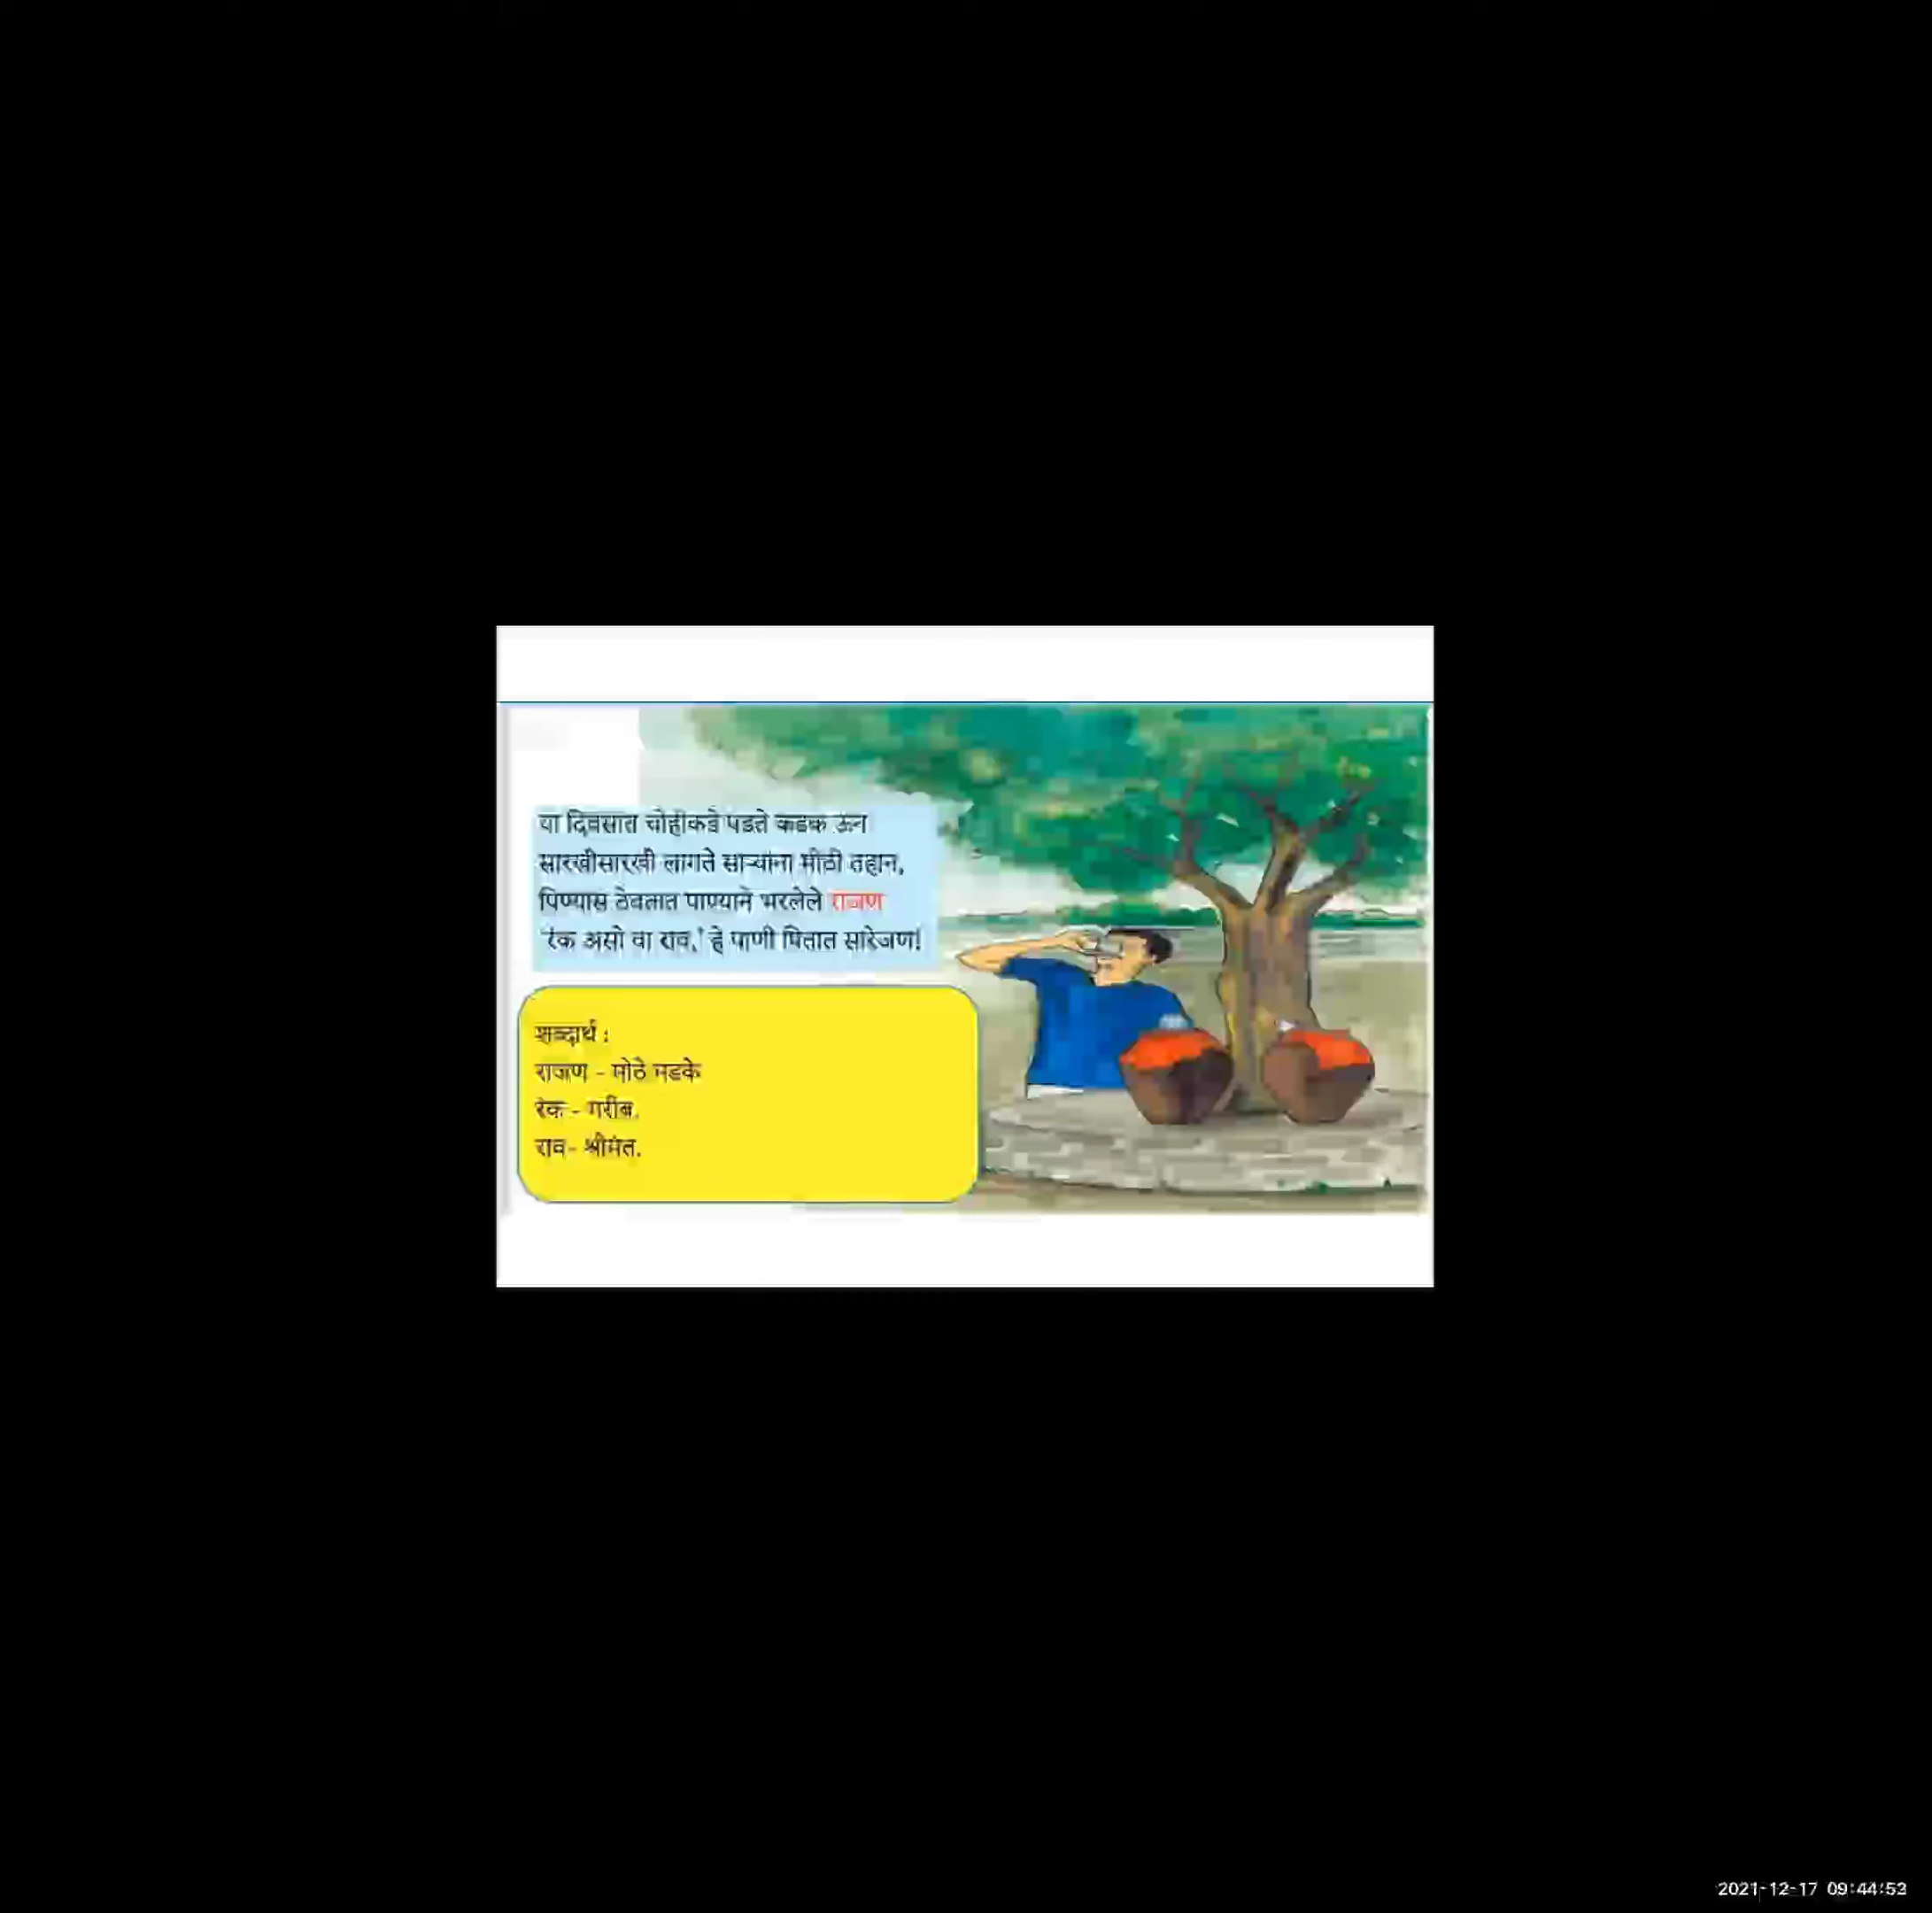 या दिवसात चोहीकडे पडते कडक ऊन
सारखीसारखी लागते साऱ्यांना मोठी तहान,
पिण्यास ठेवतात पाण्याने भरलेले राजण
'रंक असो वा राव,' हे पाणी पितात सारेजण!
शब्दार्थ :
राजण - मोठे मडके
रंक - गरीब.
राव- श्रीमंत.
2021-12-17 09:44:53